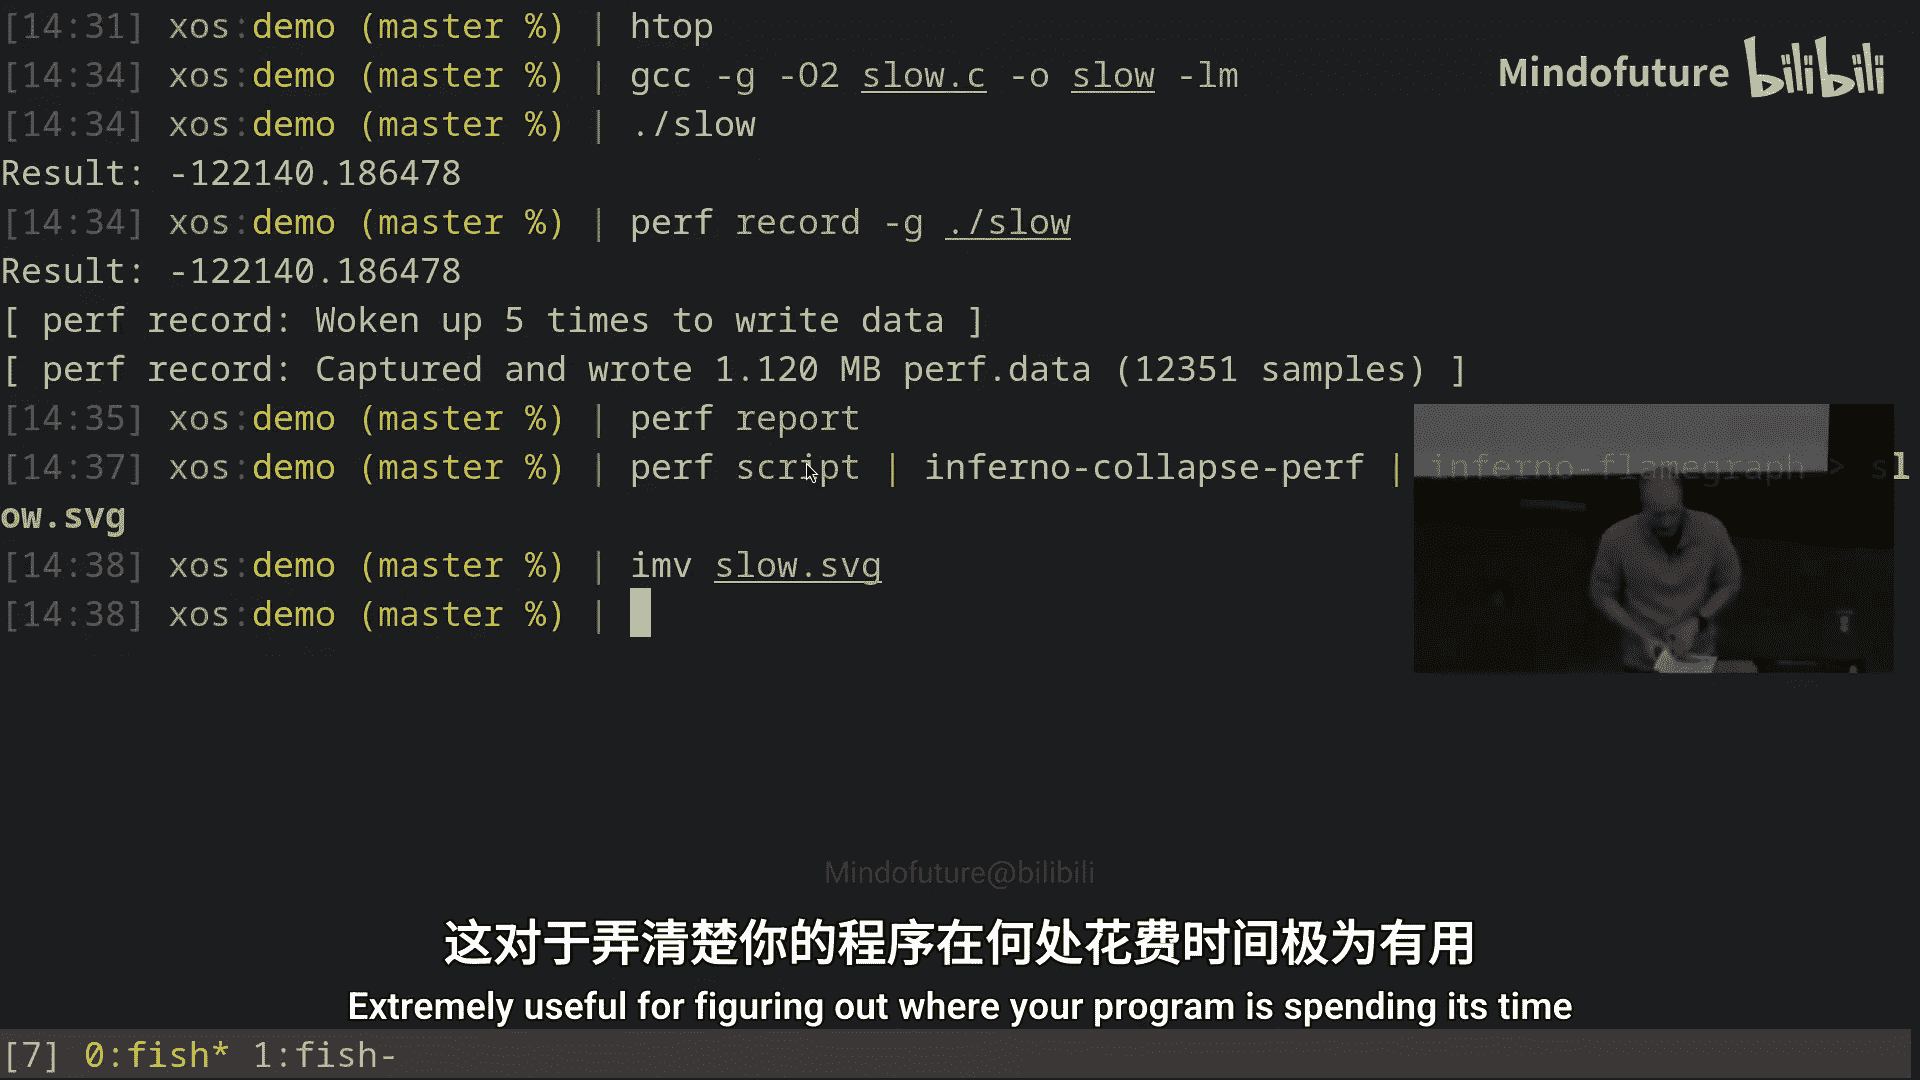 [14:31] xos:demo (master %) | htop
[14:34] xos:demo (master %) | gcc -g -O2 slow.c -o slow -lm
Mindofuture bilibili
[14:34] xos:demo (master %) | ./slow
Result: -122140.186478
[14:34] xos:demo (master %) | perf record -g ./slow
Result: -122140.186478
[ perf record: Woken up 5 times to write data ]
[ perf record: Captured and wrote 1.120 MB perf.data (12351 samples) ]
[14:35] xos:demo (master %) | perf report
[14:37] xos:demo (master %) | perf script | inferno-collapse-perf | inferno-flamegraph > sl
ow.svg
[14:38] xos:demo (master %) | imv slow.svg
[14:38] xos:demo (master %) |
Mindofuture@bilibili
这对于弄清楚你的程序在何处花费时间极为有用
Extremely useful for figuring out where your program is spending its time
[7] 0:fish* 1:fish-